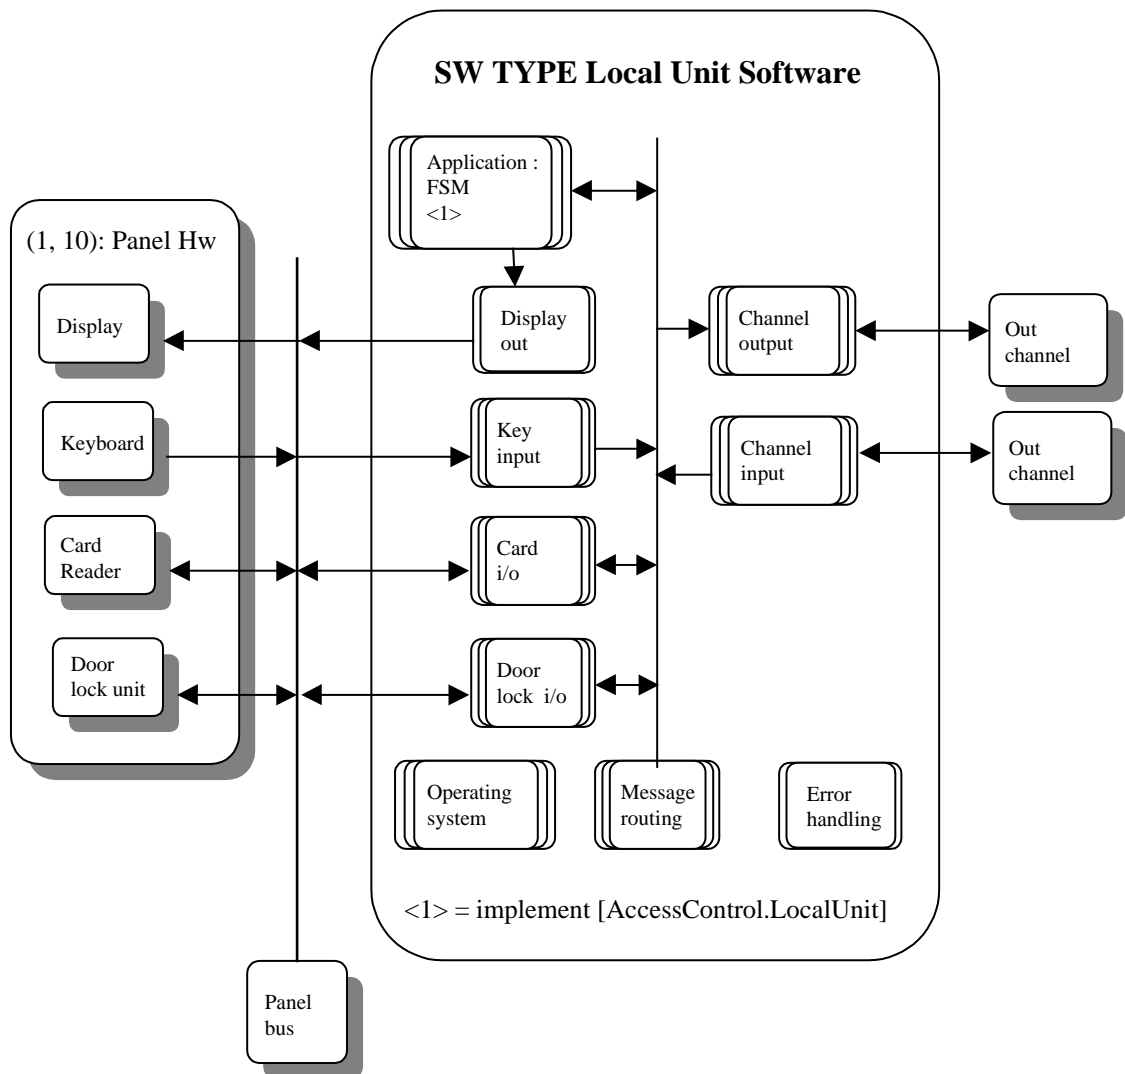 SW TYPE Local Unit Software
Application :
FSM
<1>
(1, 10): Panel Hw
Display
Display
out
Channel
output
Out
channel
Keyboard
Key
input
Channel
input
Out
channel
Card
Reader
Card
i/o
Door
lock unit
Door
lock i/o
Operating
system
Message
routing
Error
handling
<1> = implement [AccessControl.LocalUnit]
Panel
bus